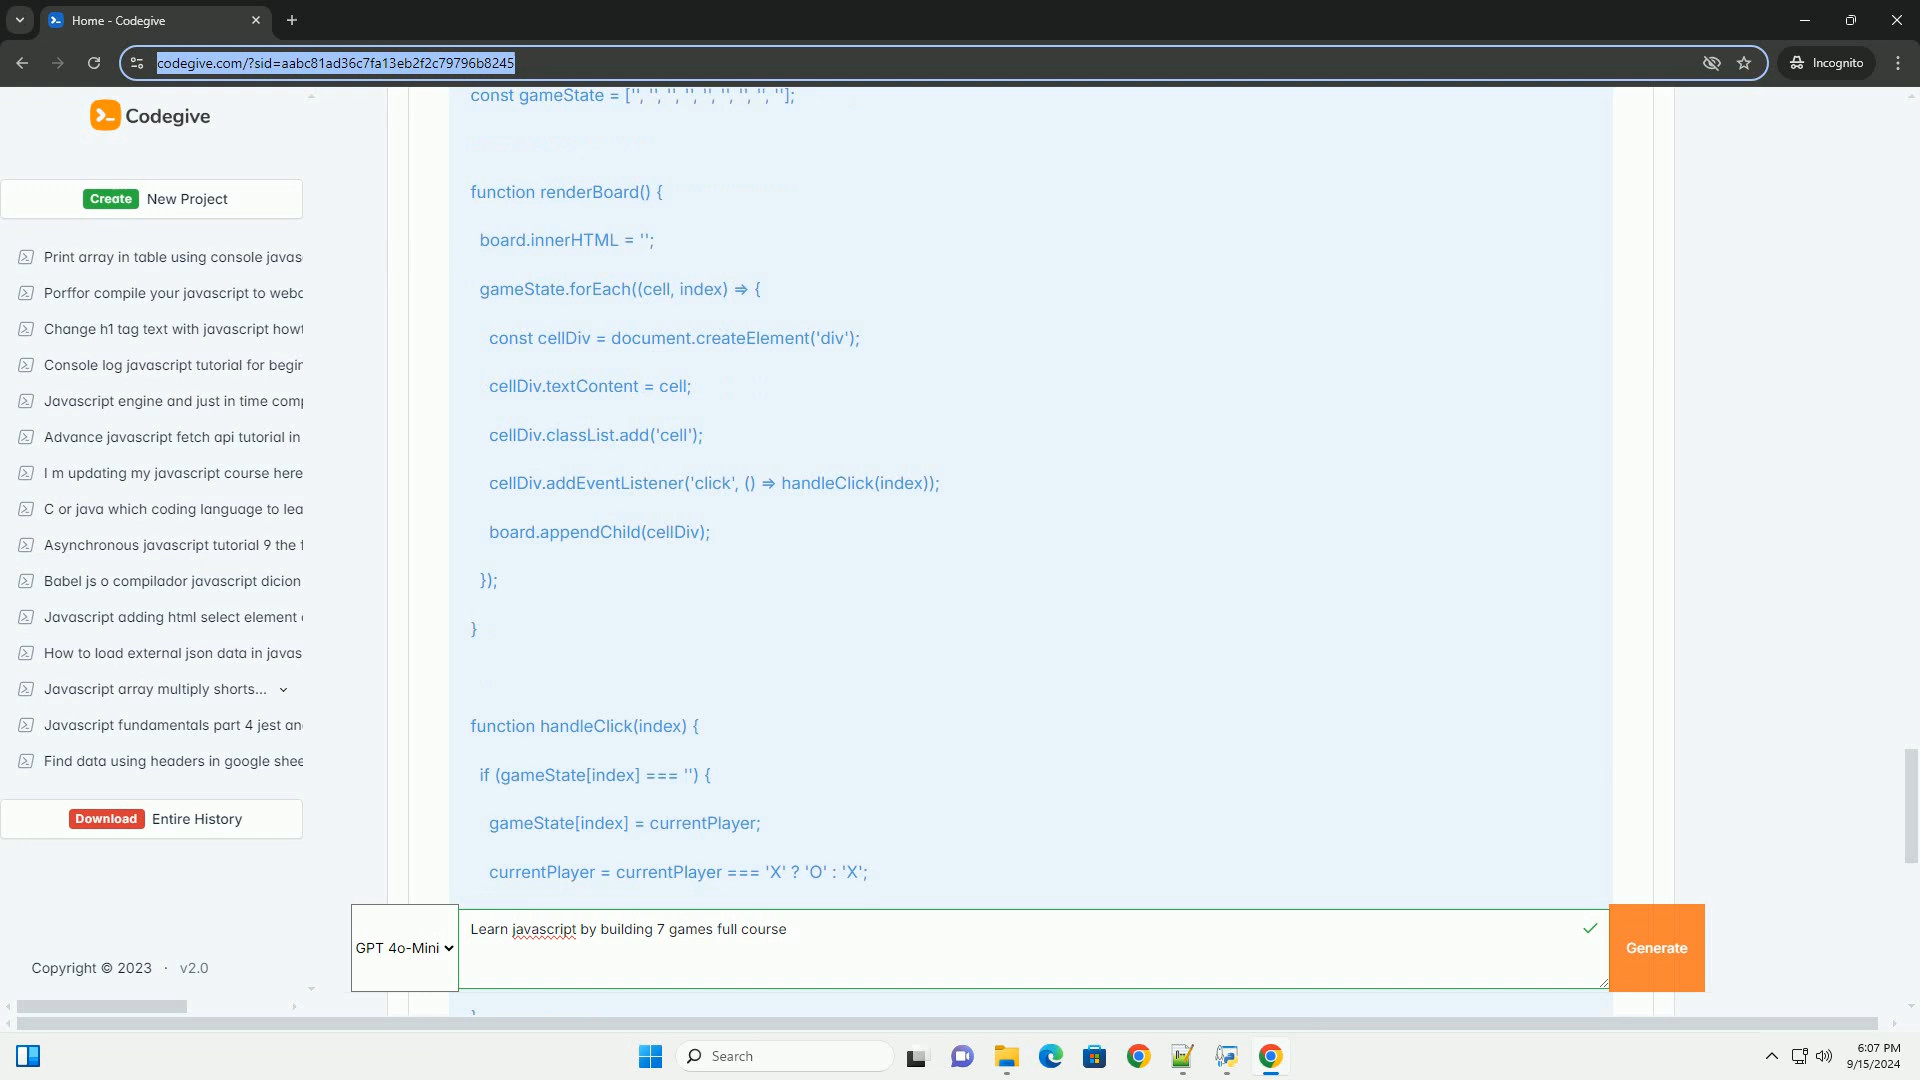 Home - Codegive
codegive.com/?sid=aabc81ad36c7fa13eb2f2c79796b8245
Incognito
Codegive
Create New Project
Print array in table using console javas
Porffor compile your javascript to webc
Change h1 tag text with javascript howt
Console log javascript tutorial for begir
Javascript engine and just in time comp
Advance javascript fetch api tutorial in
I m updating my javascript course here
C or java which coding language to lea
Asynchronous javascript tutorial 9 the f
Babel js o compilador javascript dicion
Javascript adding html select element
How to load external json data in javas
Javascript array multiply shorts...
Javascript fundamentals part 4 jest an
Find data using headers in google shee
Download Entire History
Copyright © 2023 · v2.0
const gameState = ['', '', '', '', '', '', '', '', ''];
function renderBoard() {
board.innerHTML = '';
gameState.forEach((cell, index) => {
const cellDiv = document.createElement('div');
cellDiv.textContent = cell;
cellDiv.classList.add('cell');
cellDiv.addEventListener('click', () => handleClick(index));
board.appendChild(cellDiv);
});
}
function handleClick(index) {
if (gameState[index] === '') {
gameState[index] = currentPlayer;
currentPlayer = currentPlayer === 'X' ? 'O' : 'X';
GPT 4o-Mini
Learn javascript by building 7 games full course
Generate
Search
6:07 PM
9/15/2024